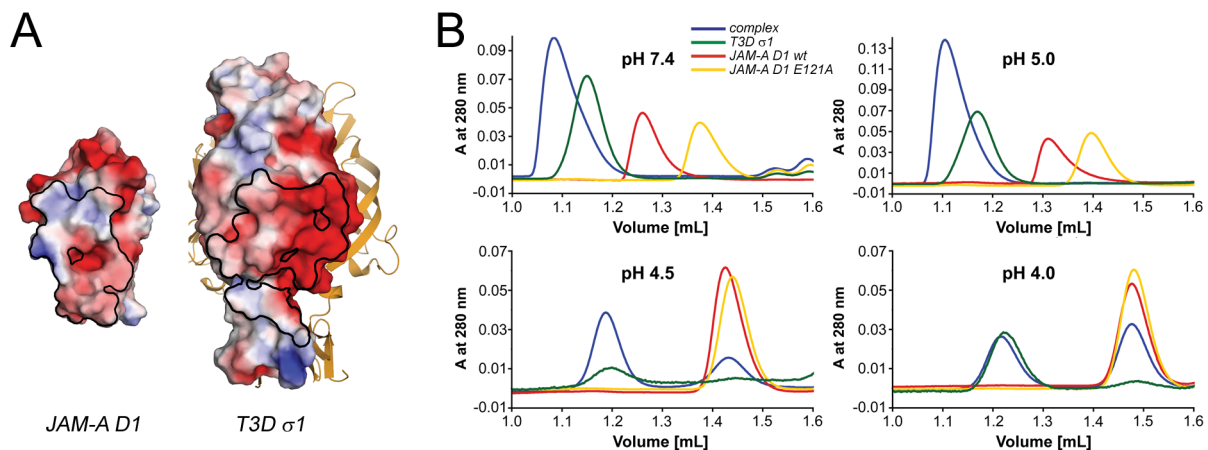 A
B
JAM-A D1
T3D σ1
complex
T3D σ1
JAM-A D1 wt
JAM-A D1 E121A
pH 7.4
A at 280 nm
0.09
0.07
0.05
0.03
0.01
-0.01
1.0 1.1 1.2 1.3 1.4 1.5 1.6
Volume [mL]
pH 5.0
A at 280
0.13
0.11
0.09
0.07
0.05
0.03
0.01
-0.01
1.0 1.1 1.2 1.3 1.4 1.5 1.6
Volume [mL]
pH 4.5
A at 280 nm
0.07
0.05
0.03
0.01
-0.01
1.0 1.1 1.2 1.3 1.4 1.5 1.6
Volume [mL]
pH 4.0
A at 280 nm
0.07
0.05
0.03
0.01
-0.01
1.0 1.1 1.2 1.3 1.4 1.5 1.6
Volume [mL]